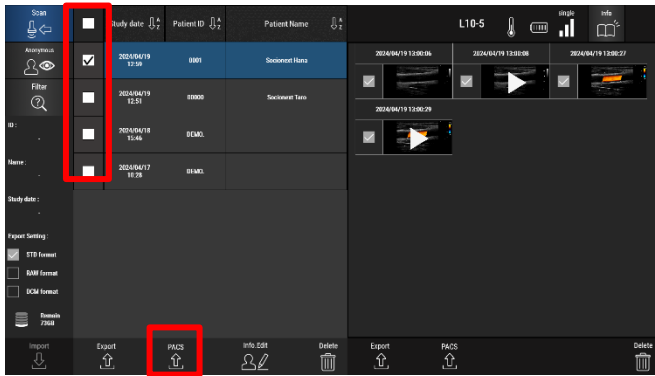 Scan
Study date
Patient ID
Patient Name
L10-5
single
Info
Anonymous
2024/04/19
12:59
0001
Socionext Hana
2024/04/19 13:00:06
2024/04/19 13:00:08
2024/04/19 13:00:27
Filter
2024/04/19
12:51
00000
Socionext Taro
2024/04/19 13:00:29
ID :
-
2024/04/18
15:46
DEMO.
Name :
-
2024/04/17
10:28
DEMO.
Study date :
-
Export Setting :
STD format
RAW format
DCM format
Remain
72GB
Import
Export
PACS
Info.Edit
Delete
Export
PACS
Delete